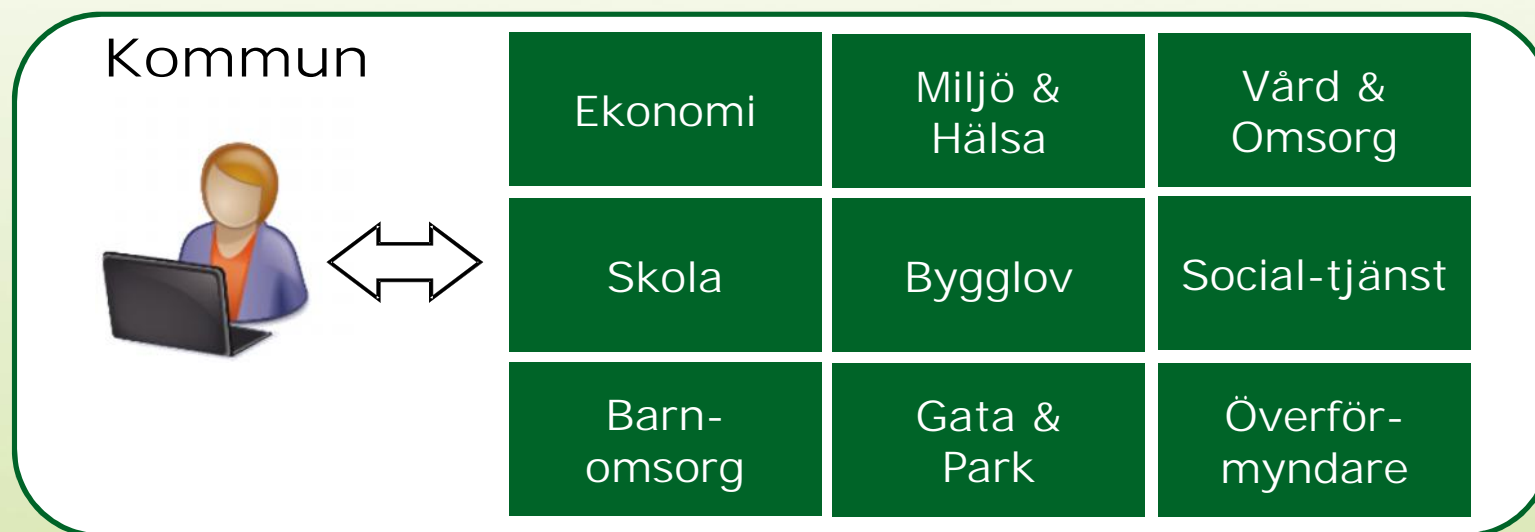 Kommun
Ekonomi
Miljö &
Hälsa
Vård &
Omsorg
Skola
Bygglov
Social-tjänst
Barn-
omsorg
Gata &
Park
Överför-
myndare